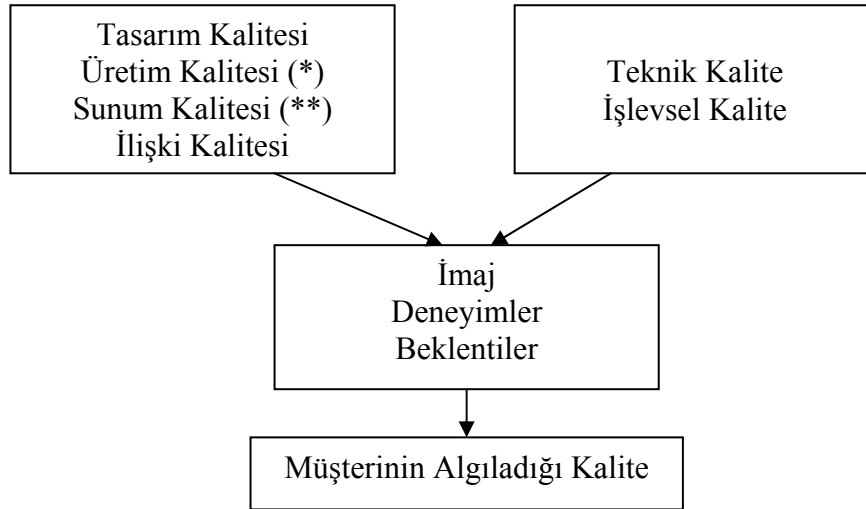 Tasarım Kalitesi
Üretim Kalitesi (*)
Sunum Kalitesi (**)
İlişki Kalitesi
Teknik Kalite
İşlevsel Kalite
İmaj
Deneyimler
Beklentiler
Müşterinin Algıladığı Kalite